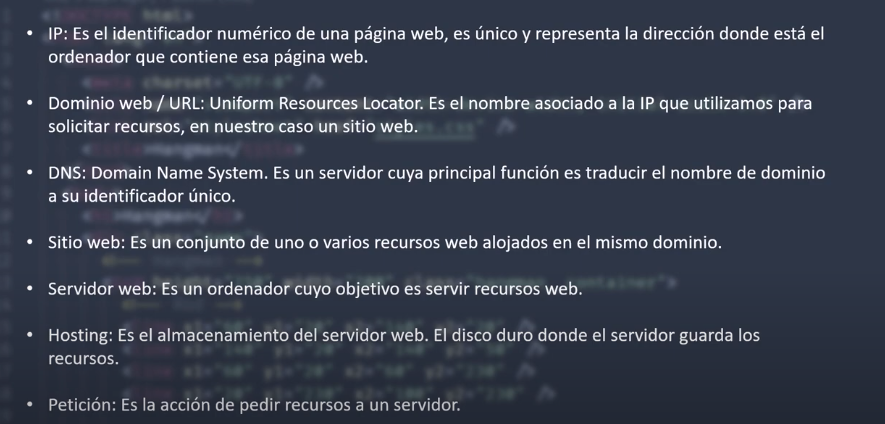 • IP: Es el identificador numérico de una página web, es único y representa la dirección donde está el
ordenador que contiene esa página web.
• Dominio web / URL: Uniform Resources Locator. Es el nombre asociado a la IP que utilizamos para
solicitar recursos, en nuestro caso un sitio web.
• DNS: Domain Name System. Es un servidor cuya principal función es traducir el nombre de dominio
a su identificador único.
• Sitio web: Es un conjunto de uno o varios recursos web alojados en el mismo dominio.
• Servidor web: Es un ordenador cuyo objetivo es servir recursos web.
• Hosting: Es el almacenamiento del servidor web. El disco duro donde el servidor guarda los
recursos.
• Petición: Es la acción de pedir recursos a un servidor.